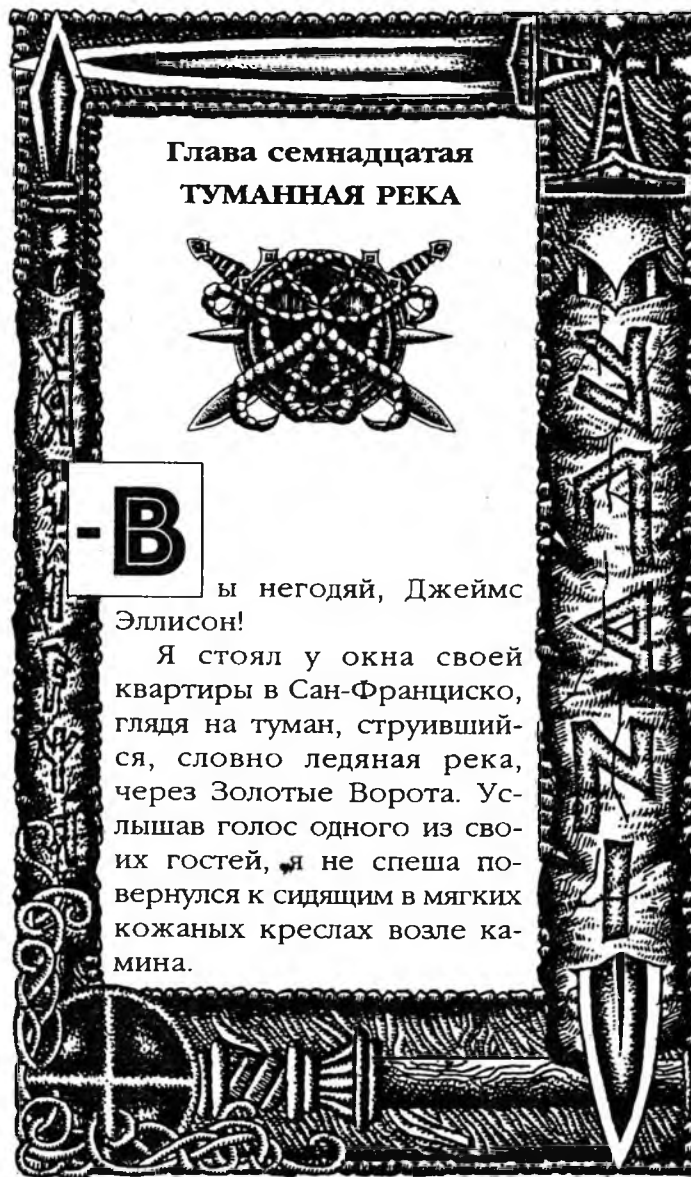 Глава семнадцатая
ТУМАННАЯ РЕКА
-В
ы негодяй, Джеймс
Эллисон!
Я стоял у окна своей
квартиры в Сан-Франциско,
глядя на туман, струивший-
ся, словно ледяная река,
через Золотые Ворота. Ус-
лышав голос одного из сво-
их гостей, я не спеша по-
вернулся к сидящим в мягких
кожаных креслах возле ка-
мина.